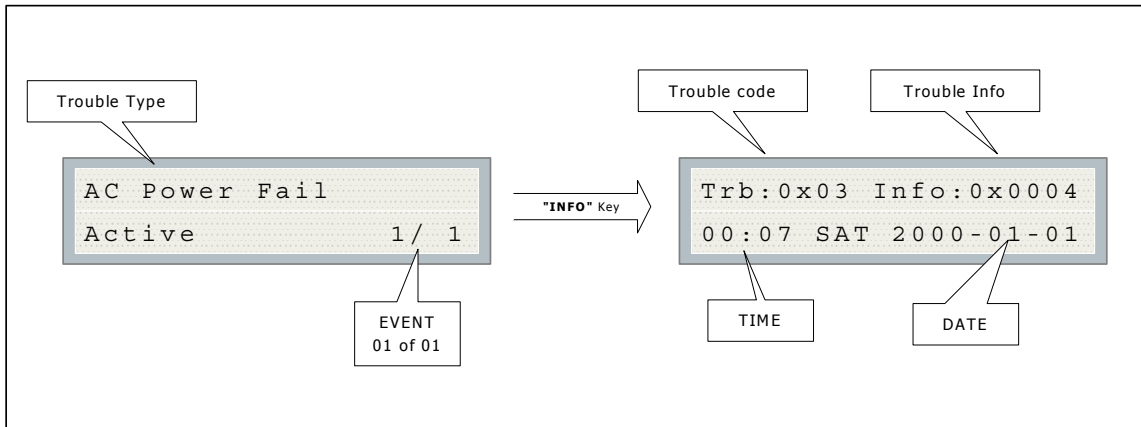 Trouble Type
AC Power Fail
Active 1/ 1
EVENT
01 of 01
"INFO" Key
Trouble code
Trouble Info
Trb:0x03 Info:0x0004
00:07 SAT 2000-01-01
TIME
DATE